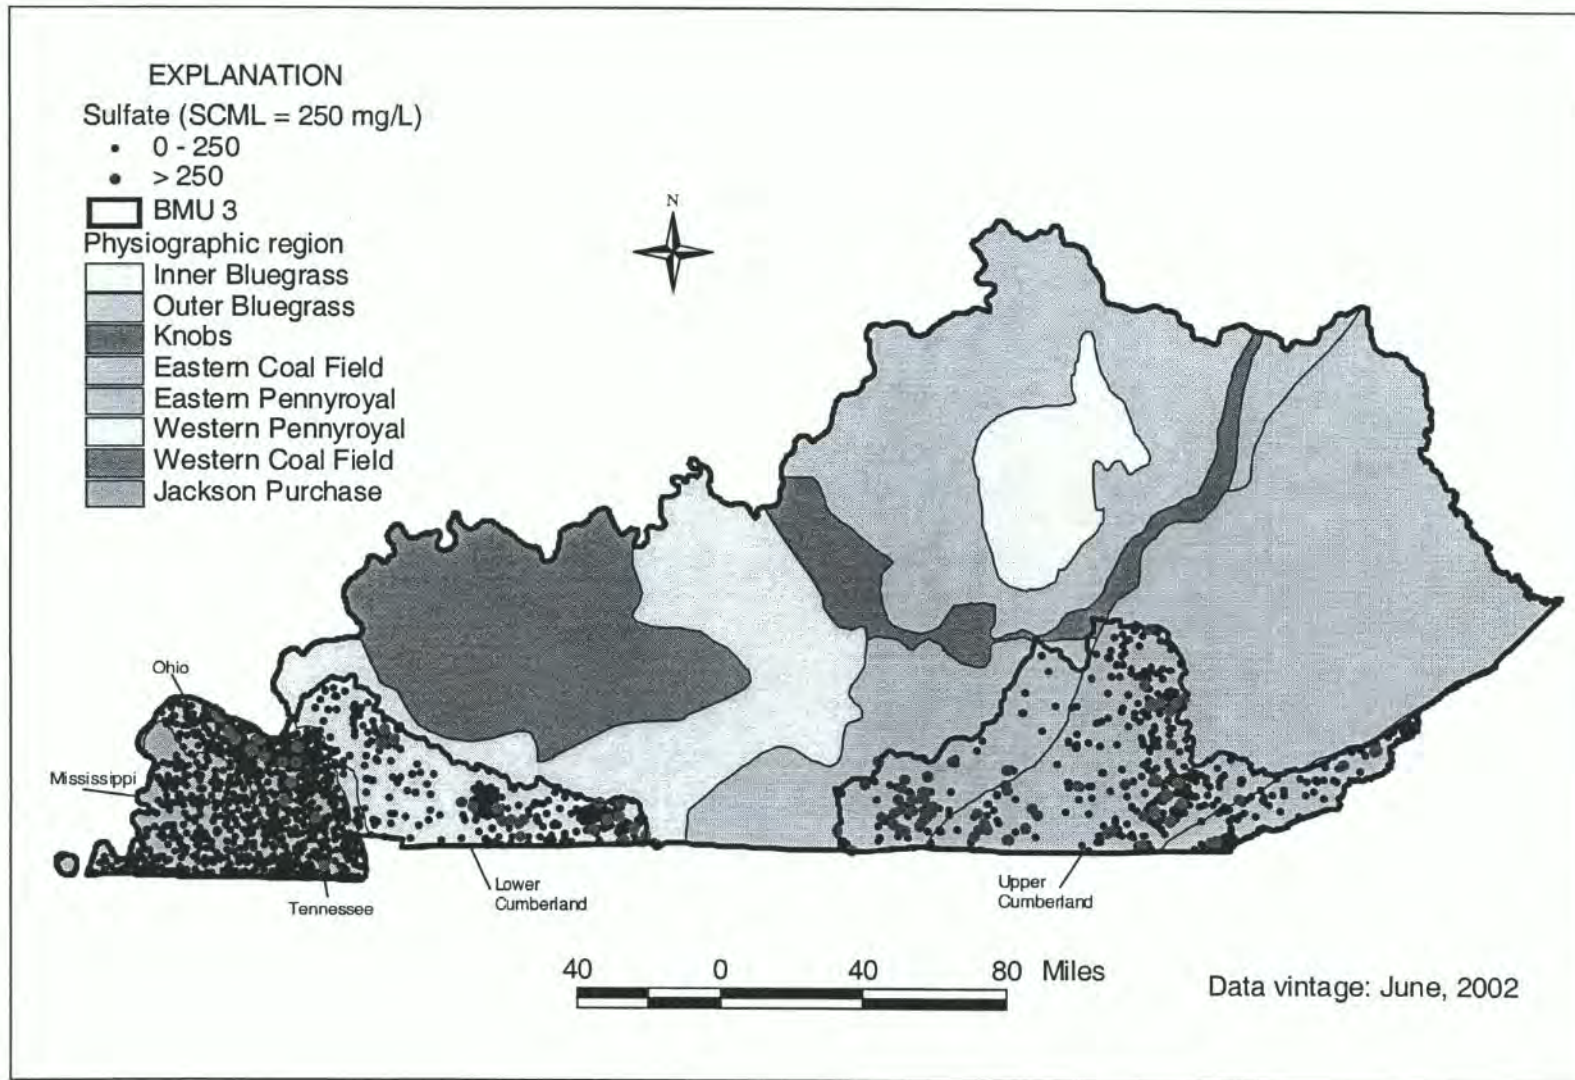 EXPLANATION
Sulfate (SCML = 250 mg/L)
0 - 250
> 250
BMU 3
Physiographic region
Inner Bluegrass
Outer Bluegrass
Knobs
Eastern Coal Field
Eastern Pennyroyal
Western Pennyroyal
Western Coal Field
Jackson Purchase
N
Ohio
Mississippi
Tennessee
Lower
Cumberland
Upper
Cumberland
40 0 40 80 Miles
Data vintage: June, 2002